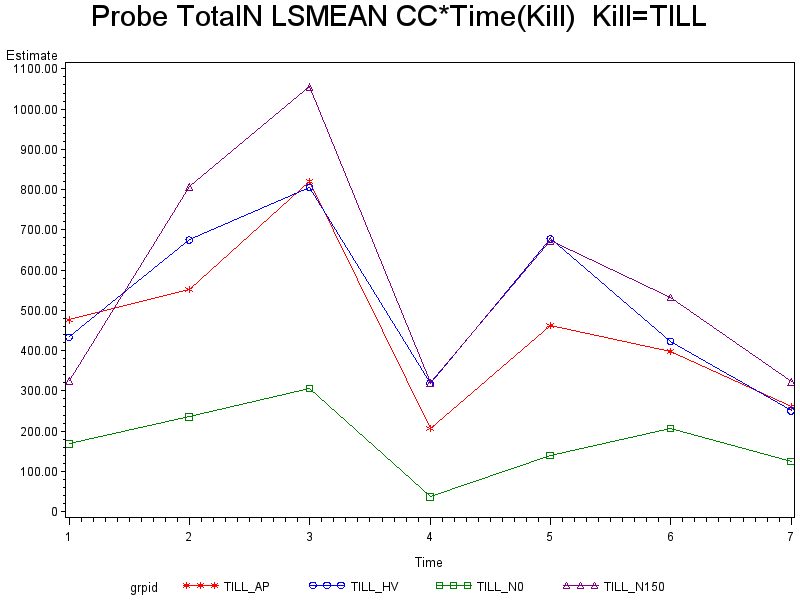 Probe TotalN LSMEAN CC*Time(Kill)  Kill=TILL
Estimate
1100.00
1000.00
900.00
800.00
700.00
600.00
500.00
400.00
300.00
200.00
100.00
0
1 2 3 4 5 6 7
Time
grpid TILL_AP TILL_HV TILL_N0 TILL_N150